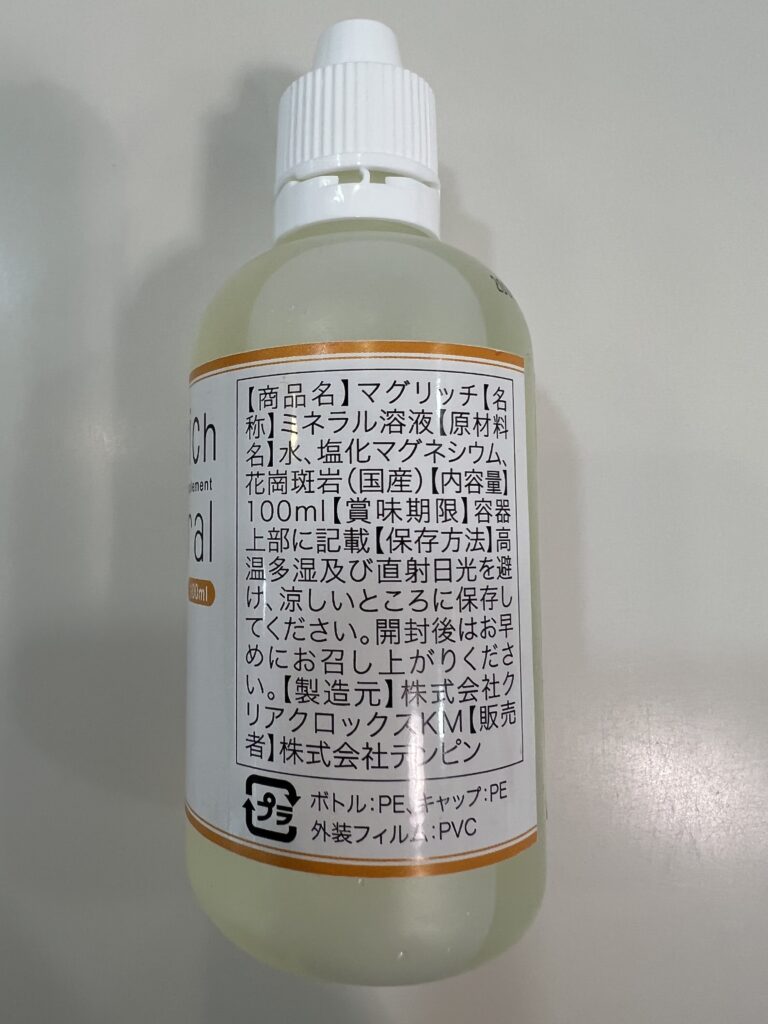 ich
plement
ral
100ml
【商品名】マグリッチ【名
称】ミネラル溶液【原材料
名】水、塩化マグネシウム、
花崗斑岩(国産)【内容量】
100ml【賞味期限】容器
上部に記載【保存方法】高
温多湿及び直射日光を避
け、涼しいところに保存し
てください。開封後はお早
めにお召し上がりくださ
い。【製造元】株式会社ク
リアクロックスKM【販売
者】株式会社テンピン
プラ
ボトル:PE、キャップ:PE
外装フィルム:PVC